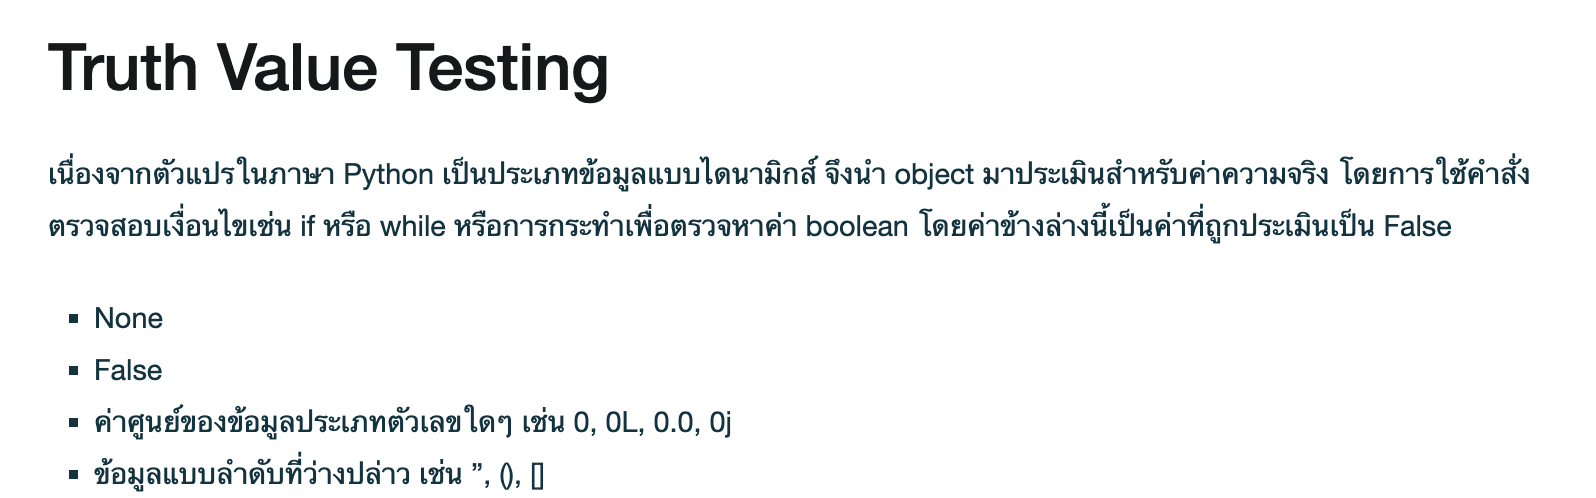 Truth Value Testing
เนื่องจากตัวแปรในภาษา Python เป็นประเภทข้อมูลแบบไดนามิกส์ จึงนำ object มาประเมินสำหรับค่าความจริง โดยการใช้คำสั่ง
ตรวจสอบเงื่อนไขเช่น if หรือ while หรือการกระทำเพื่อตรวจหาค่า boolean โดยค่าข้างล่างนี้เป็นค่าที่ถูกประเมินเป็น False
▪ None
▪ False
▪ ค่าศูนย์ของข้อมูลประเภทตัวเลขใดๆ เช่น 0, 0L, 0.0, 0j
▪ ข้อมูลแบบลำดับที่ว่างปล่าว เช่น ”, (), []